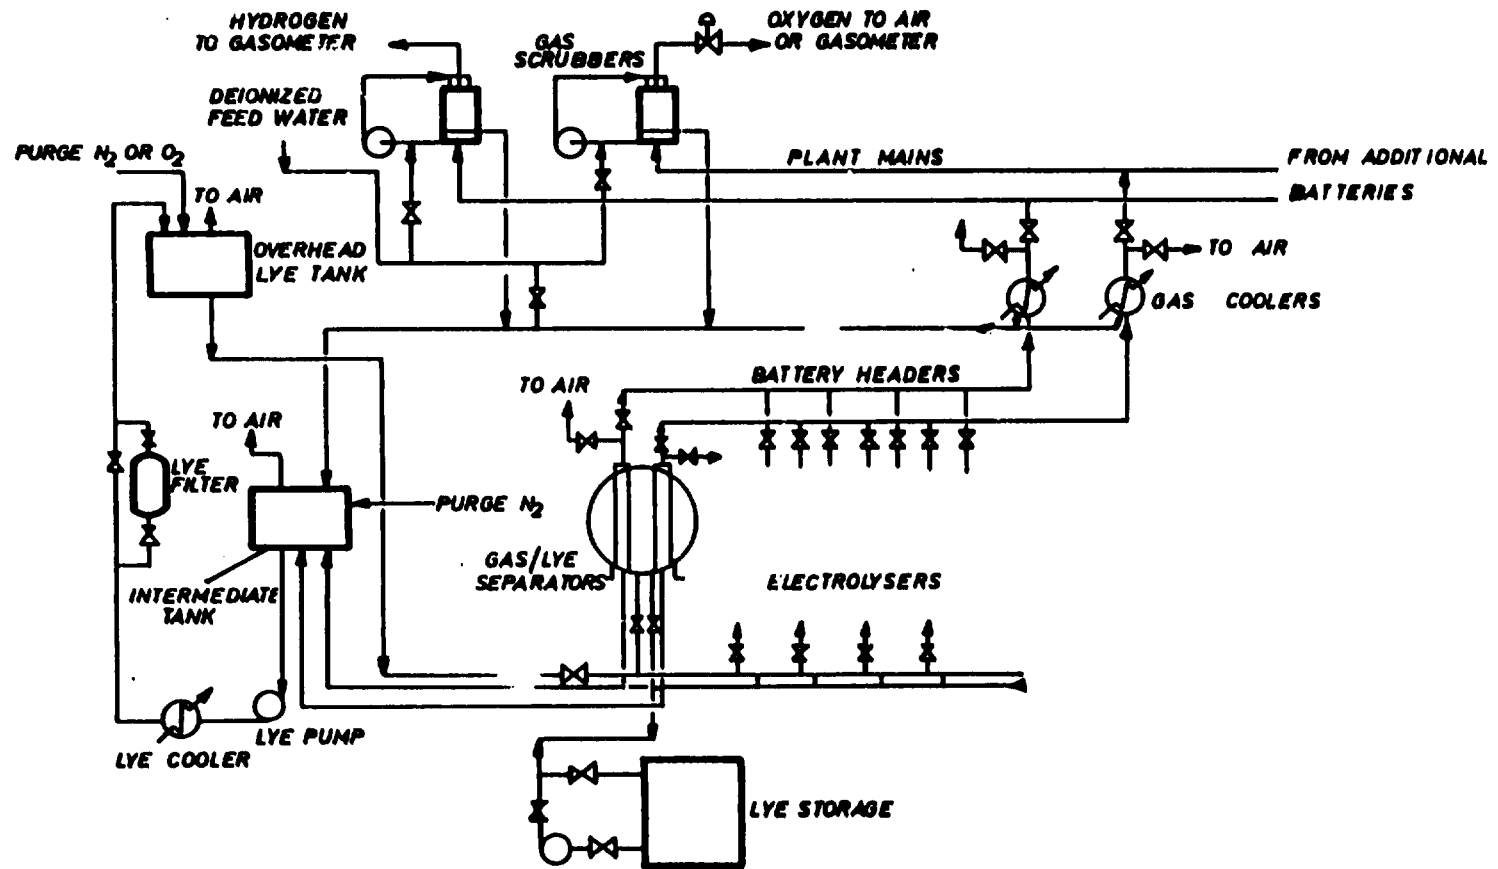 HYDROGEN
TO GASOMETER
GAS
SCRUBBERS
OXYGEN TO AIR
OR GASOMETER
DEIONIZED
FEED WATER
PURGE N2 OR O2
TO AIR
PLANT MAINS
FROM ADDITIONAL
BATTERIES
OVERHEAD
LYE TANK
TO AIR
GAS COOLERS
TO AIR
BATTERY HEADERS
TO AIR
LYE
FILTER
PURGE N2
GAS/LYE
SEPARATORS
ELECTROLYSERS
INTERMEDIATE
TANK
LYE PUMP
LYE COOLER
LYE STORAGE